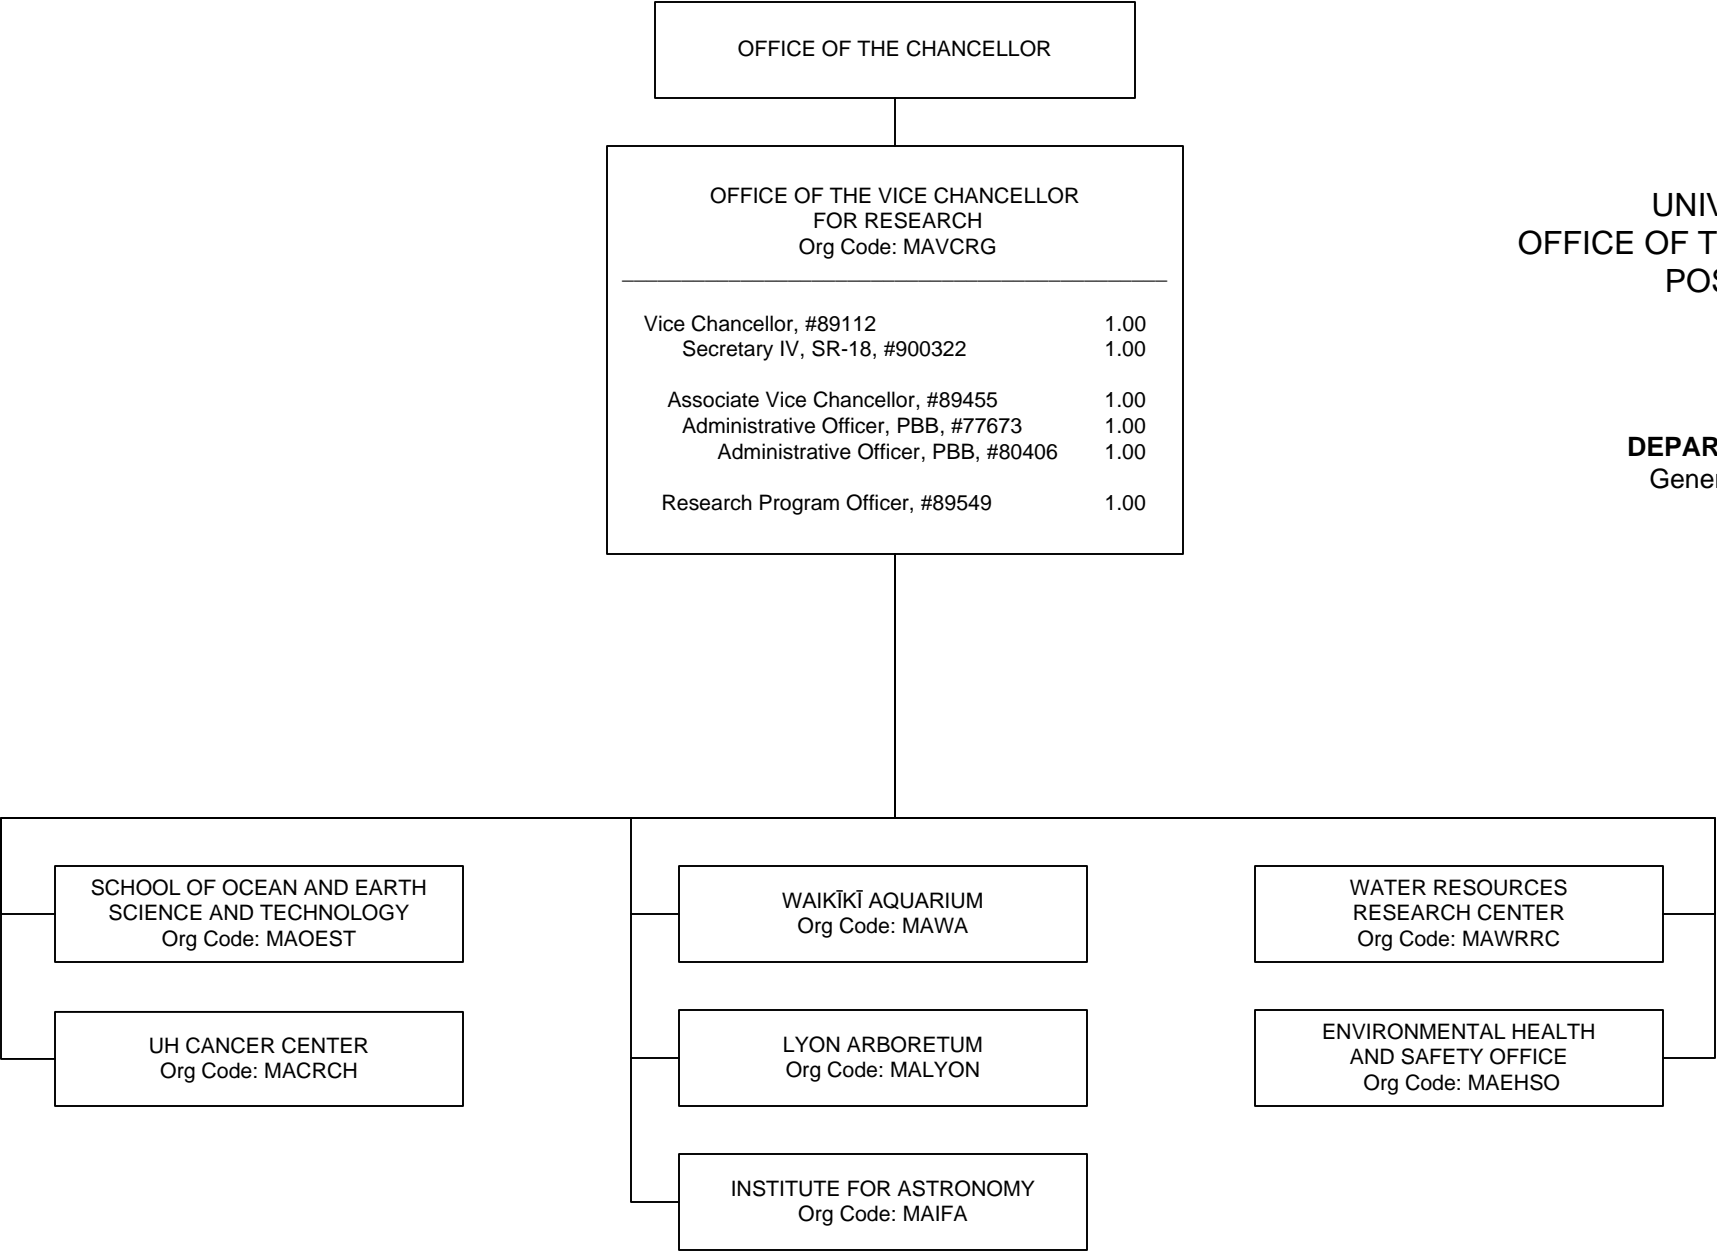 OFFICE OF THE CHANCELLOR
OFFICE OF THE VICE CHANCELLOR
FOR RESEARCH
Org Code: MAVCRG
Vice Chancellor, #89112 1.00
Secretary IV, SR-18, #900322 1.00
Associate Vice Chancellor, #89455 1.00
Administrative Officer, PBB, #77673 1.00
Administrative Officer, PBB, #80406 1.00
Research Program Officer, #89549 1.00
OFFICE OF
SCHOOL OF OCEAN AND EARTH
SCIENCE AND TECHNOLOGY
Org Code: MAOEST
UH CANCER CENTER
Org Code: MACRCH
WAIKĪKĪ AQUARIUM
Org Code: MAWA
LYON ARBORETUM
Org Code: MALYON
INSTITUTE FOR ASTRONOMY
Org Code: MAIFA
WATER RESOURCES
RESEARCH CENTER
Org Code: MAWRRC
ENVIRONMENTAL HEALTH
AND SAFETY OFFICE
Org Code: MAEHSO